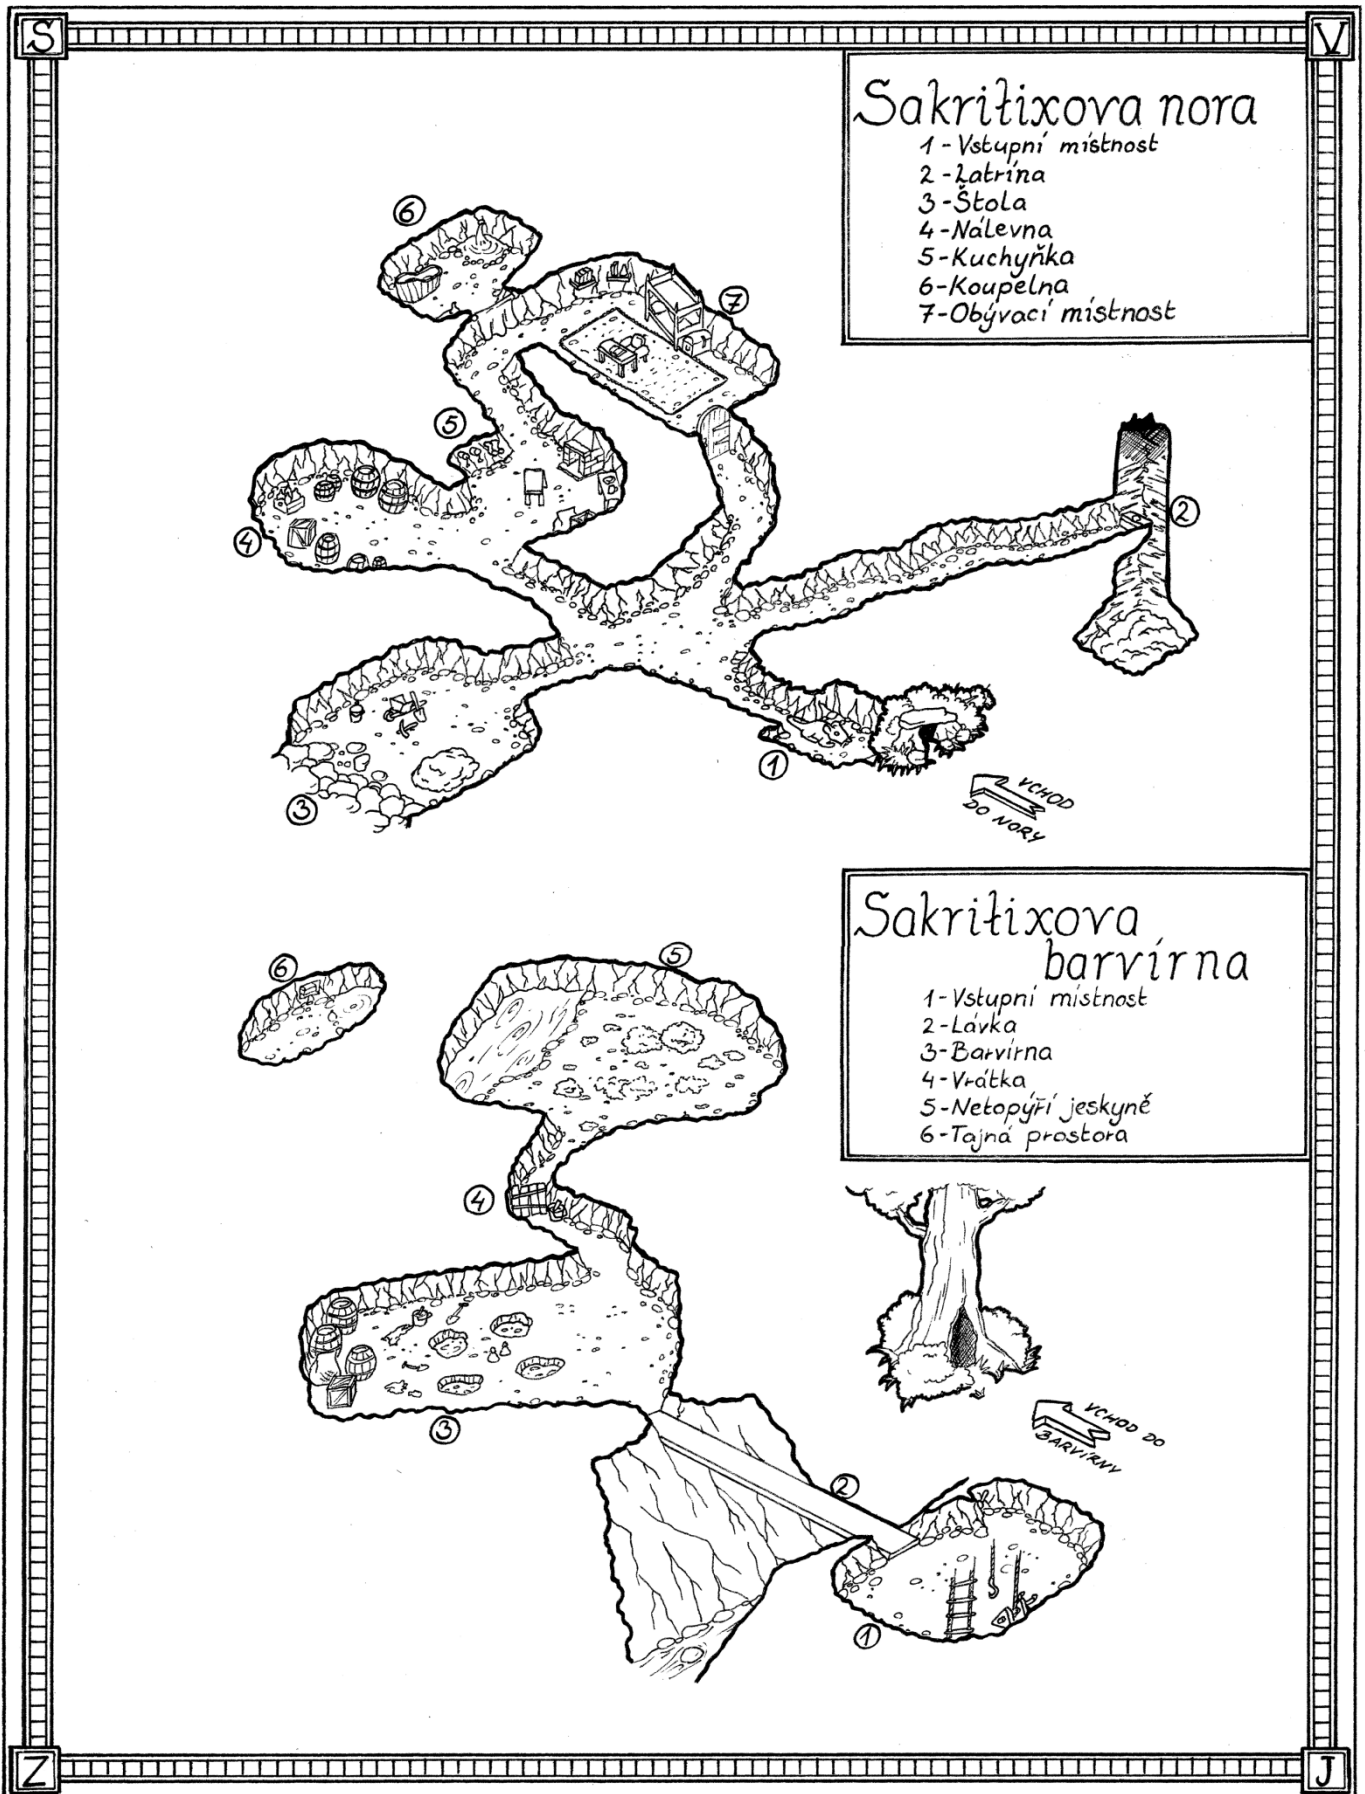 S
V
Sakrifixova nora
1 - Vstupní místnost
2 - Latrína
3 - Štola
4 - Nálevna
5 - Kuchyňka
6 - Koupelna
7 - Obývací místnost
6
7
5
4
2
3
1
VCHOD
DO NORY
Sakrifixova
barvírna
1 - Vstupní místnost
2 - Lávka
3 - Barvírna
4 - Vrátka
5 - Netopýří jeskyně
6 - Tajná prostora
6
5
4
3
2
1
VCHOD DO
BARVÍRNY
Z
J